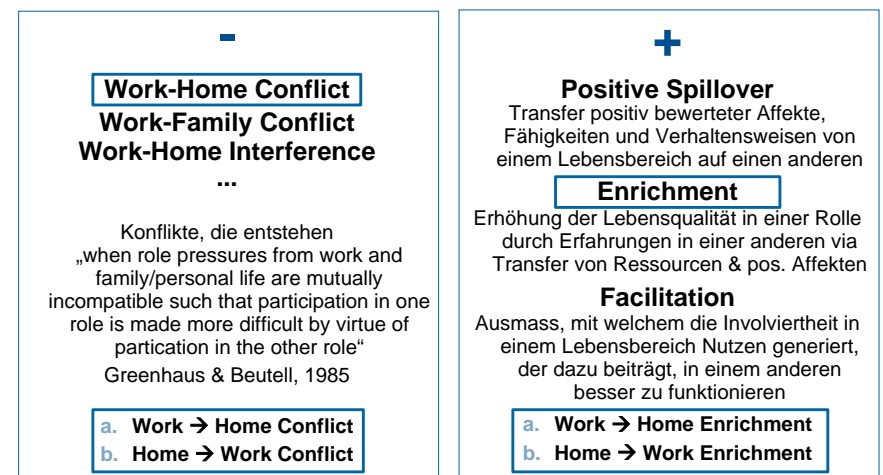 -
Work-Home Conflict
Work-Family Conflict
Work-Home Interference
...
Konflikte, die entstehen
„when role pressures from work and
family/personal life are mutually
incompatible such that participation in one
role is made more difficult by virtue of
partication in the other role“
Greenhaus & Beutell, 1985
a. Work → Home Conflict
b. Home → Work Conflict
+
Positive Spillover
Transfer positiv bewerteter Affekte,
Fähigkeiten und Verhaltensweisen von
einem Lebensbereich auf einen anderen
Enrichment
Erhöhung der Lebensqualität in einer Rolle
durch Erfahrungen in einer anderen via
Transfer von Ressourcen & pos. Affekten
Facilitation
Ausmass, mit welchem die Involviertheit in
einem Lebensbereich Nutzen generiert,
der dazu beiträgt, in einem anderen
besser zu funktionieren
a. Work → Home Enrichment
b. Home → Work Enrichment